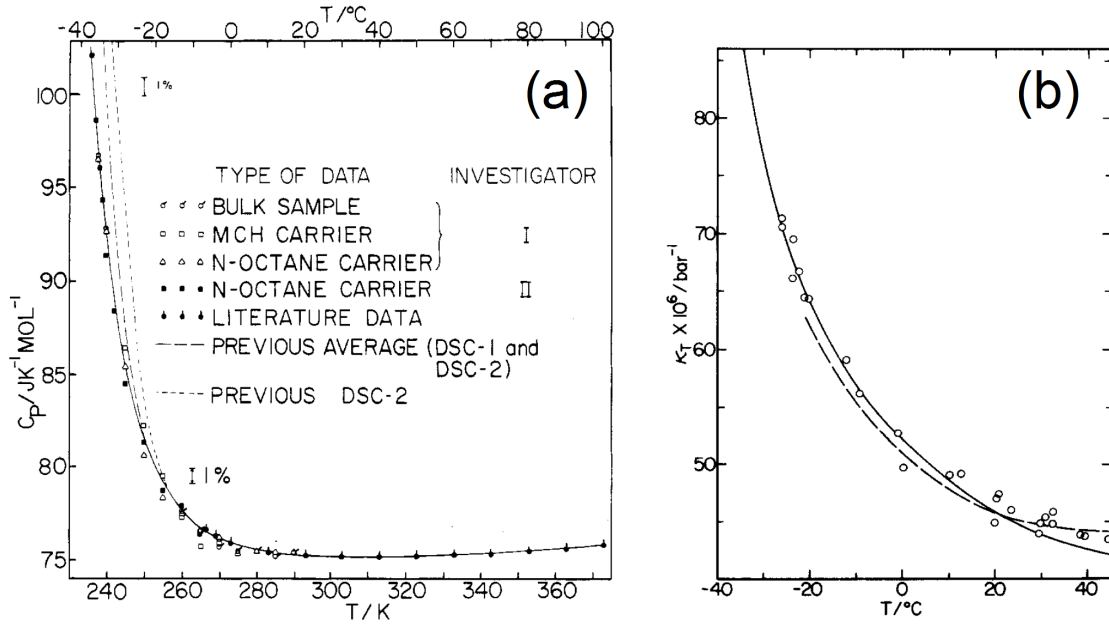 T/°C
-40 -20 0 20 40 60 80 100
(a)
I 1%
100
95
90
85
80
75
C_P/JK⁻¹MOL⁻¹
TYPE OF DATA INVESTIGATOR
BULK SAMPLE
MCH CARRIER I
N-OCTANE CARRIER
N-OCTANE CARRIER II
LITERATURE DATA
PREVIOUS AVERAGE (DSC-1 and
DSC-2)
PREVIOUS DSC-2
I 1%
240 260 280 300 320 340 360
T/K
(b)
80
70
60
50
κ_T × 10⁶/bar⁻¹
-40 -20 0 20 40
T/°C